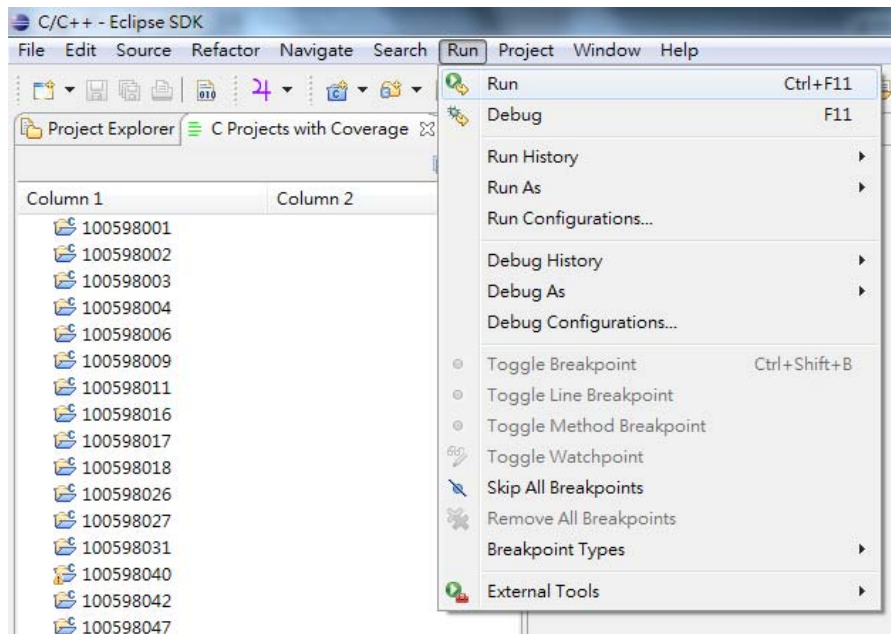 C/C++ - Eclipse SDK
File Edit Source Refactor Navigate Search Run Project Window Help
Project Explorer C Projects with Coverage
Column 1 Column 2
100598001
100598002
100598003
100598004
100598006
100598009
100598011
100598016
100598017
100598018
100598026
100598027
100598031
100598040
100598042
100598047
Run Ctrl+F11
Debug F11
Run History
Run As
Run Configurations...
Debug History
Debug As
Debug Configurations...
Toggle Breakpoint Ctrl+Shift+B
Toggle Line Breakpoint
Toggle Method Breakpoint
Toggle Watchpoint
Skip All Breakpoints
Remove All Breakpoints
Breakpoint Types
External Tools